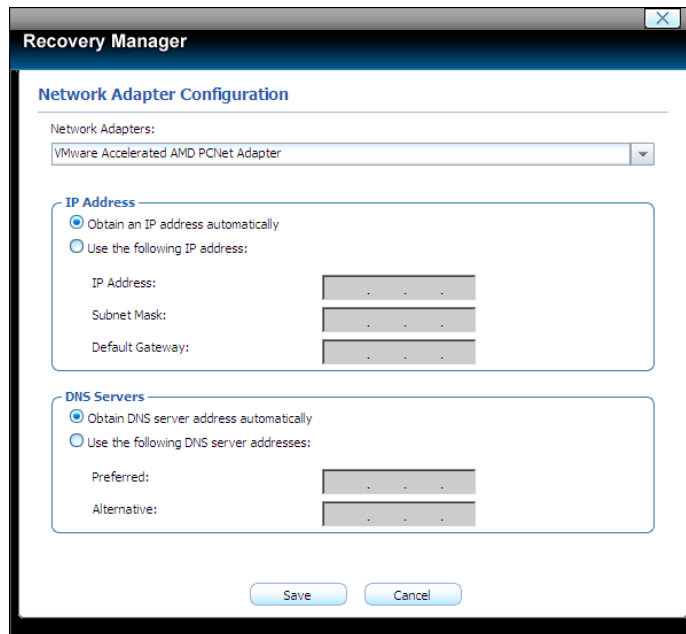 Recovery Manager
Network Adapter Configuration
Network Adapters:
VMware Accelerated AMD PCNet Adapter
IP Address
Obtain an IP address automatically
Use the following IP address:
IP Address:
. . .
Subnet Mask:
. . .
Default Gateway:
. . .
DNS Servers
Obtain DNS server address automatically
Use the following DNS server addresses:
Preferred:
. . .
Alternative:
. . .
Save
Cancel